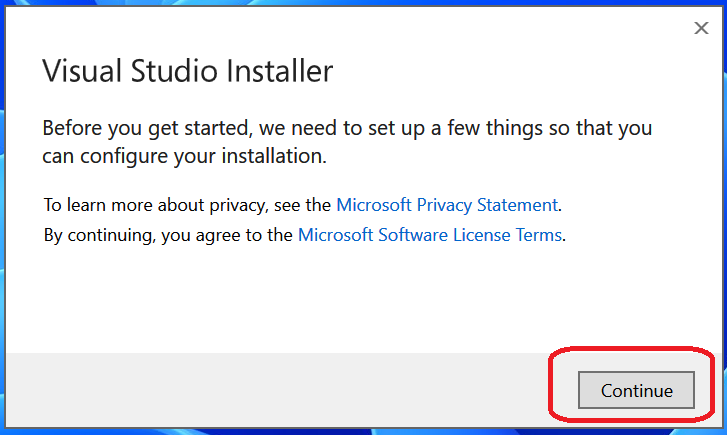 Visual Studio Installer
Before you get started, we need to set up a few things so that you
can configure your installation.
To learn more about privacy, see the Microsoft Privacy Statement.
By continuing, you agree to the Microsoft Software License Terms.
Continue